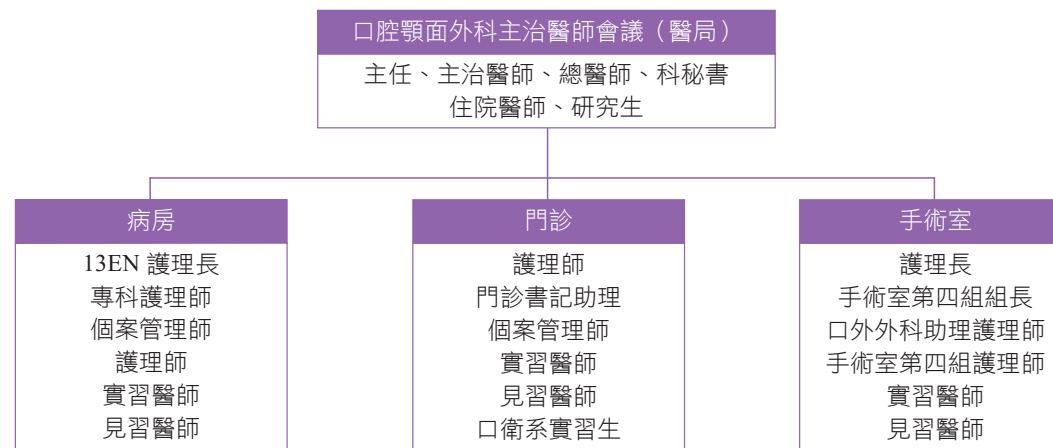 口腔顎面外科主治醫師會議（醫局）
主任、主治醫師、總醫師、科秘書
住院醫師、研究生
病房
13EN 護理長
專科護理師
個案管理師
護理師
實習醫師
見習醫師
門診
護理師
門診書記助理
個案管理師
實習醫師
見習醫師
口衛系實習生
手術室
護理長
手術室第四組組長
口外外科助理護理師
手術室第四組護理師
實習醫師
見習醫師